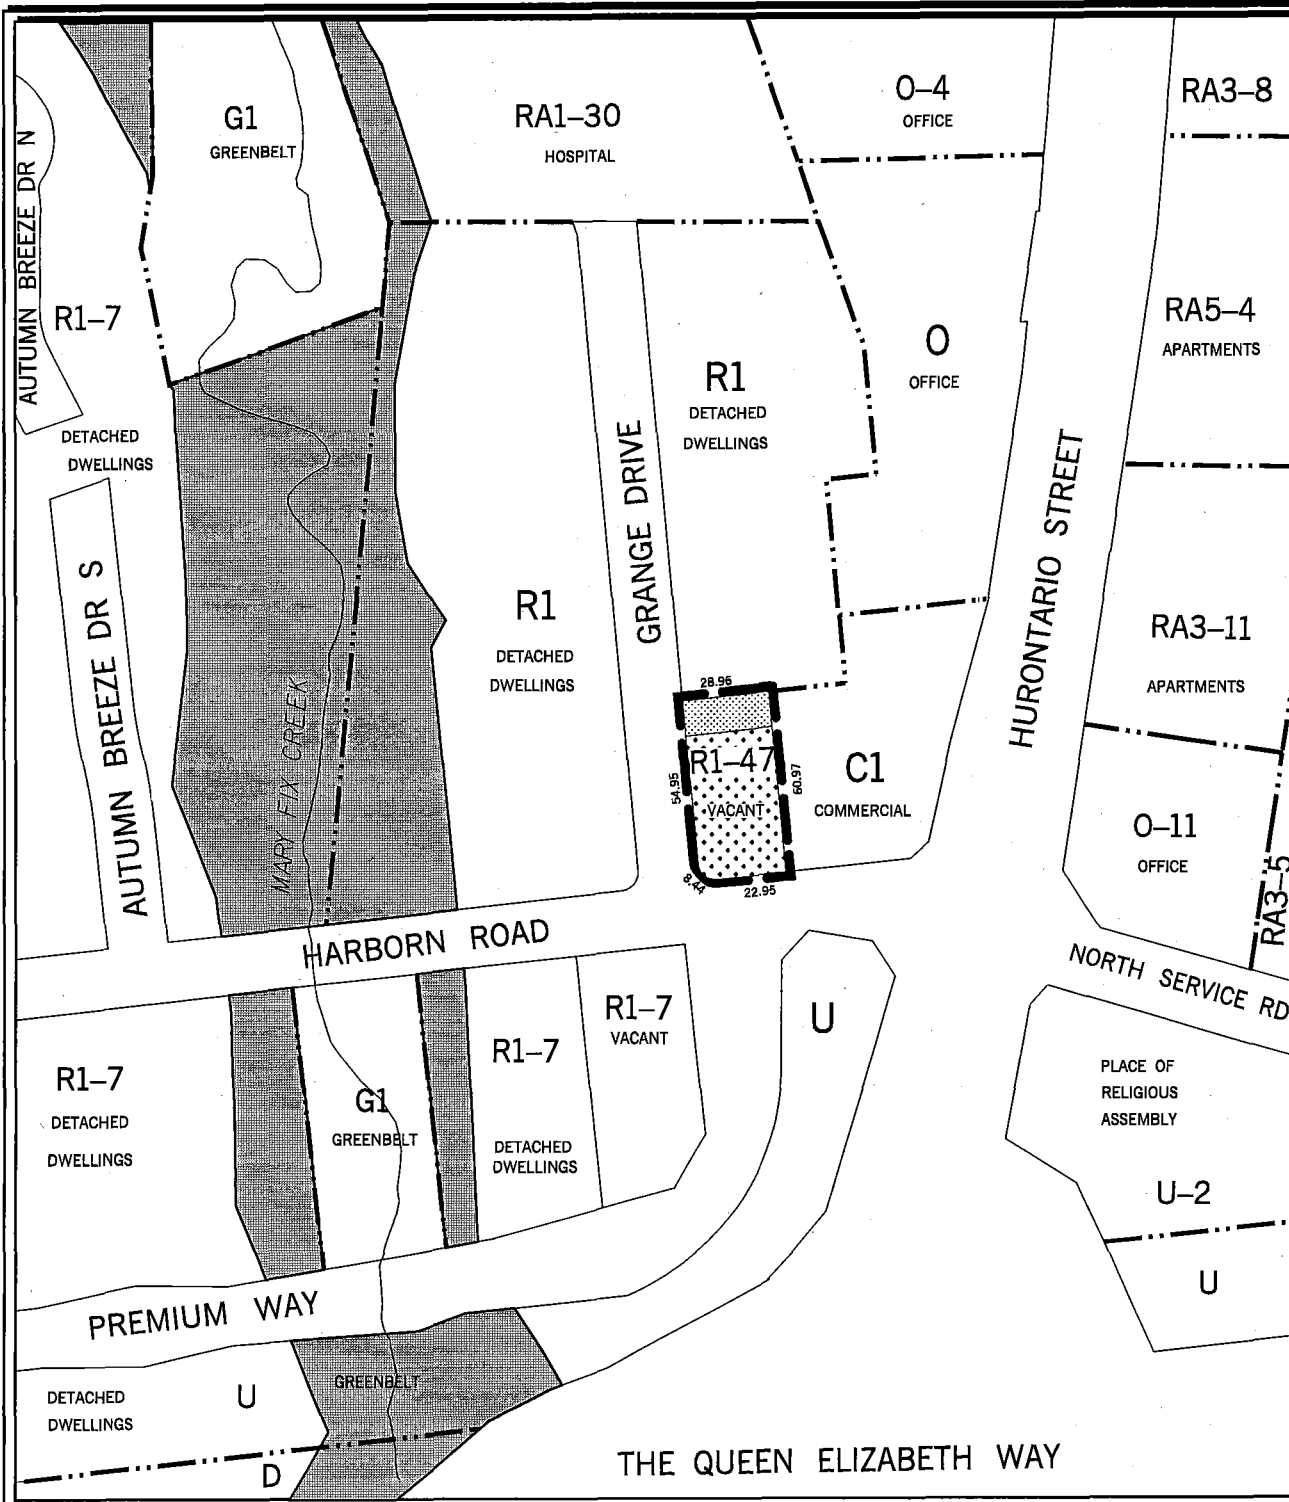 O-4
OFFICE
RA3-8
G1
GREENBELT
RA1-30
HOSPITAL
AUTUMN BREEZE DR N
R1-7
DETACHED
DWELLINGS
RA5-4
APARTMENTS
O
OFFICE
R1
DETACHED
DWELLINGS
GRANGE DRIVE
HURONTARIO STREET
R1
DETACHED
DWELLINGS
RA3-11
APARTMENTS
AUTUMN BREEZE DR S
MARY FIX CREEK
28.96
R1-47
VACANT
54.95
60.97
8.44
22.95
C1
COMMERCIAL
O-11
OFFICE
RA3-5
HARBORN ROAD
NORTH SERVICE RD
R1-7
VACANT
U
R1-7
DETACHED
DWELLINGS
R1-7
DETACHED
DWELLINGS
G1
GREENBELT
PLACE OF
RELIGIOUS
ASSEMBLY
U-2
U
PREMIUM WAY
GREENBELT
DETACHED
DWELLINGS
U
D
THE QUEEN ELIZABETH WAY